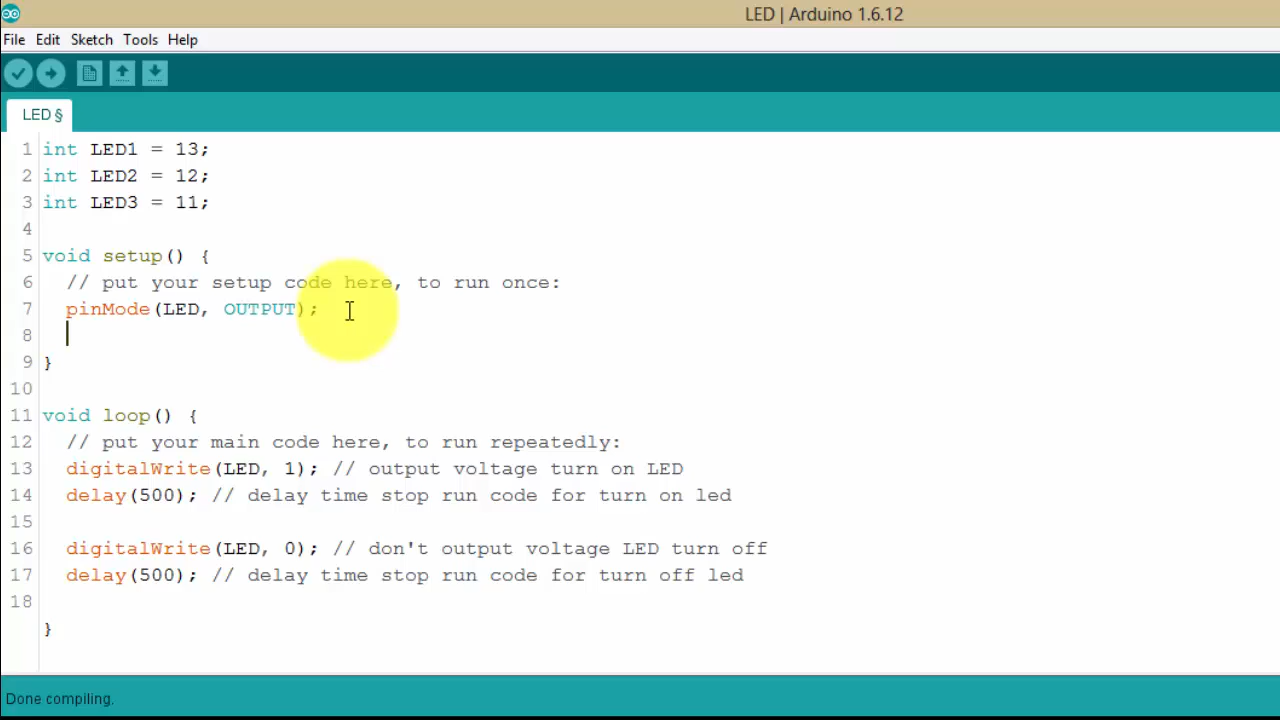 LED | Arduino 1.6.12
File Edit Sketch Tools Help
LED §
1 int LED1 = 13;
2 int LED2 = 12;
3 int LED3 = 11;
4
5 void setup() {
6 // put your setup code here, to run once:
7 pinMode(LED, OUTPUT);
8
9 }
10
11 void loop() {
12 // put your main code here, to run repeatedly:
13 digitalWrite(LED, 1); // output voltage turn on LED
14 delay(500); // delay time stop run code for turn on led
15
16 digitalWrite(LED, 0); // don't output voltage LED turn off
17 delay(500); // delay time stop run code for turn off led
18
}
Done compiling.